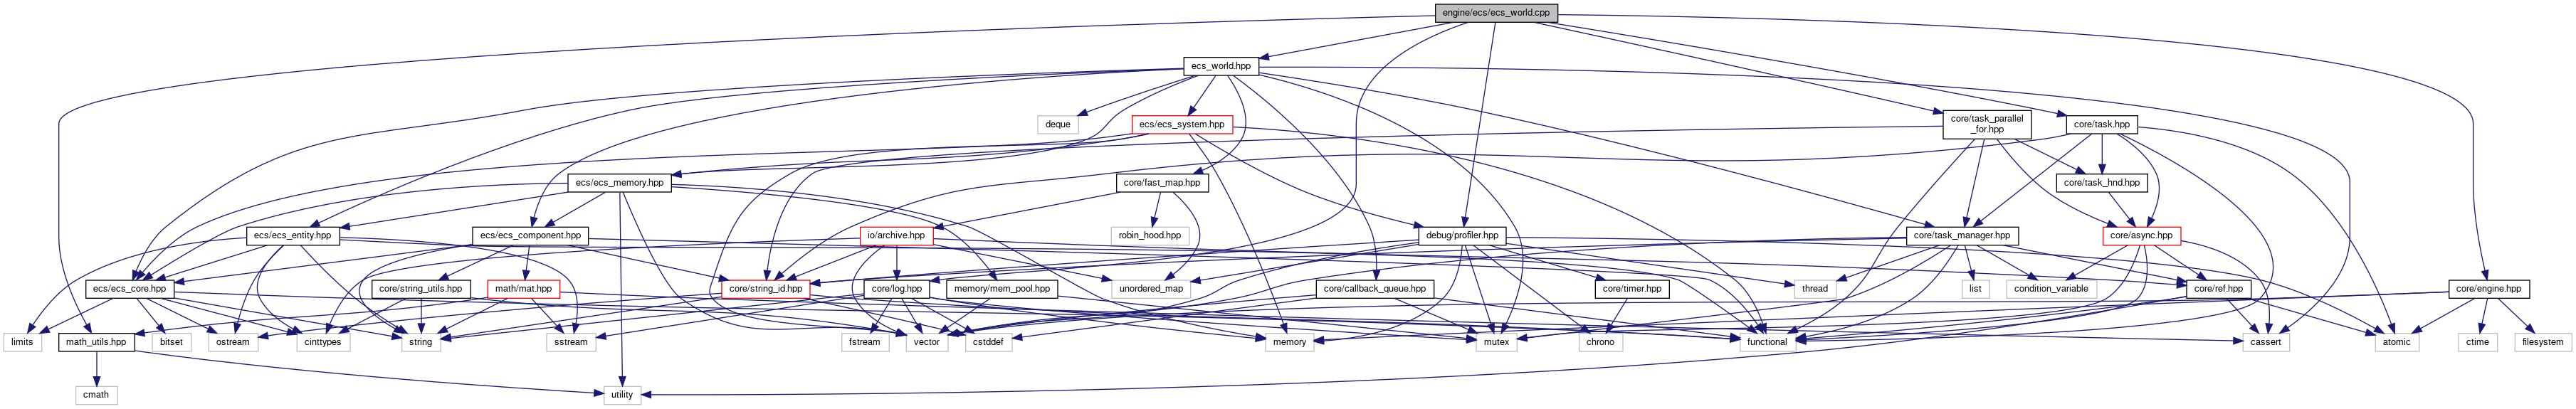 engine/ecs/ecs_world.cpp
ecs_world.hpp
deque
ecs/ecs_system.hpp
core/task_parallel
_for.hpp
core/task.hpp
ecs/ecs_memory.hpp
core/fast_map.hpp
core/task_hnd.hpp
ecs/ecs_entity.hpp
ecs/ecs_component.hpp
robin_hood.hpp
io/archive.hpp
debug/profiler.hpp
core/task_manager.hpp
core/async.hpp
ecs/ecs_core.hpp
core/string_utils.hpp
math/mat.hpp
core/string_id.hpp
core/log.hpp
memory/mem_pool.hpp
unordered_map
core/callback_queue.hpp
core/timer.hpp
thread
list
condition_variable
core/ref.hpp
core/engine.hpp
limits
math_utils.hpp
bitset
ostream
cinttypes
string
sstream
fstream
vector
cstddef
memory
mutex
chrono
functional
cassert
atomic
ctime
filesystem
cmath
utility